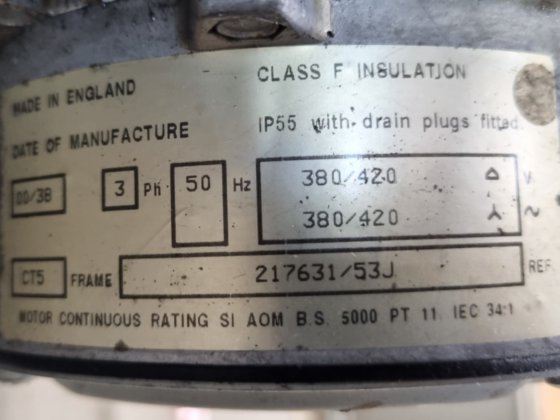 CLASS F INSULATION
MADE IN ENGLAND
IP55 with drain plugs fitted
DATE OF MANUFACTURE
00/38 3 Ph 50 Hz 380/420 Δ V
380/420 ⅄ ~
CT5 FRAME 217631/53J REF
MOTOR CONTINUOUS RATING SI AOM B.S. 5000 PT 11 IEC 34-1